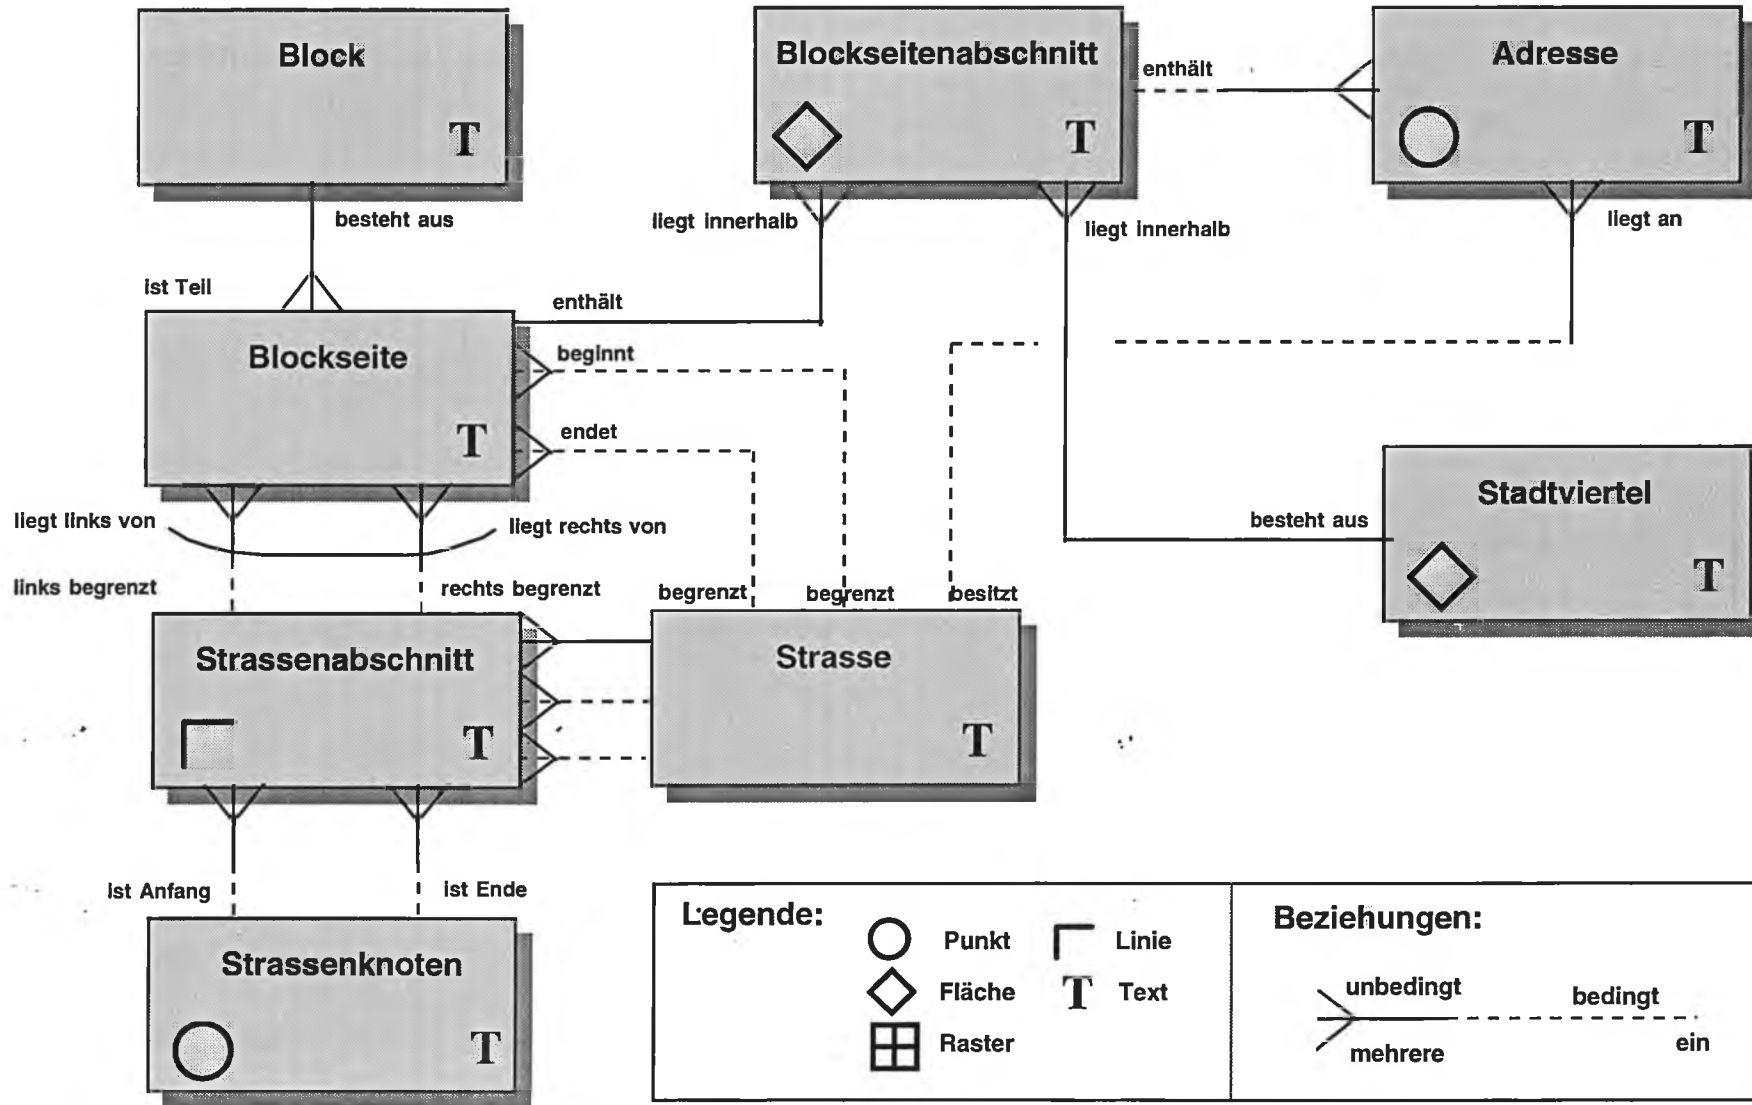 Block
T
besteht aus
ist Teil
Blockseitenabschnitt
T
enthält
Adresse
T
liegt innerhalb
liegt innerhalb
liegt an
enthält
Blockseite
T
beginnt
endet
liegt links von
liegt rechts von
links begrenzt
rechts begrenzt
begrenzt
begrenzt
besitzt
besteht aus
Stadtviertel
T
Strassenabschnitt
T
Strasse
T
ist Anfang
ist Ende
Strassenknoten
T
Legende:
Punkt
Linie
Fläche
T Text
Raster
Beziehungen:
unbedingt
bedingt
mehrere
ein